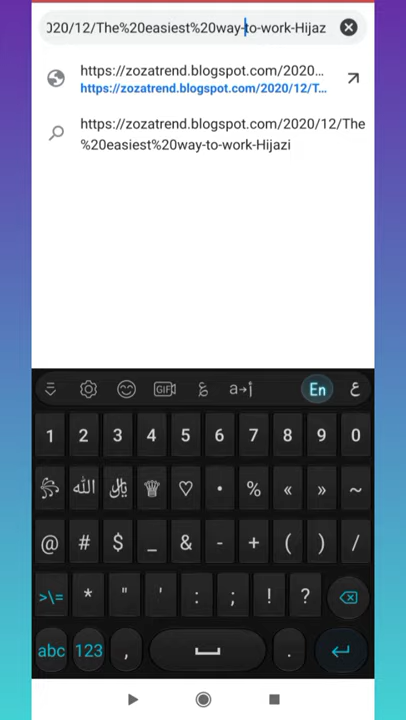 020/12/The%20easiest%20way-to-work-Hijaz
https://zozatrend.blogspot.com/2020...
https://zozatrend.blogspot.com/2020/12/T...
https://zozatrend.blogspot.com/2020/12/The
%20easiest%20way-to-work-Hijazi
GIF a→أ En ع
1 2 3 4 5 6 7 8 9 0
الله ﷼ ♡ • % « » ~
@ # $ _ & - + ( ) /
>\= * " ' : ; ! ?
abc 123 , .